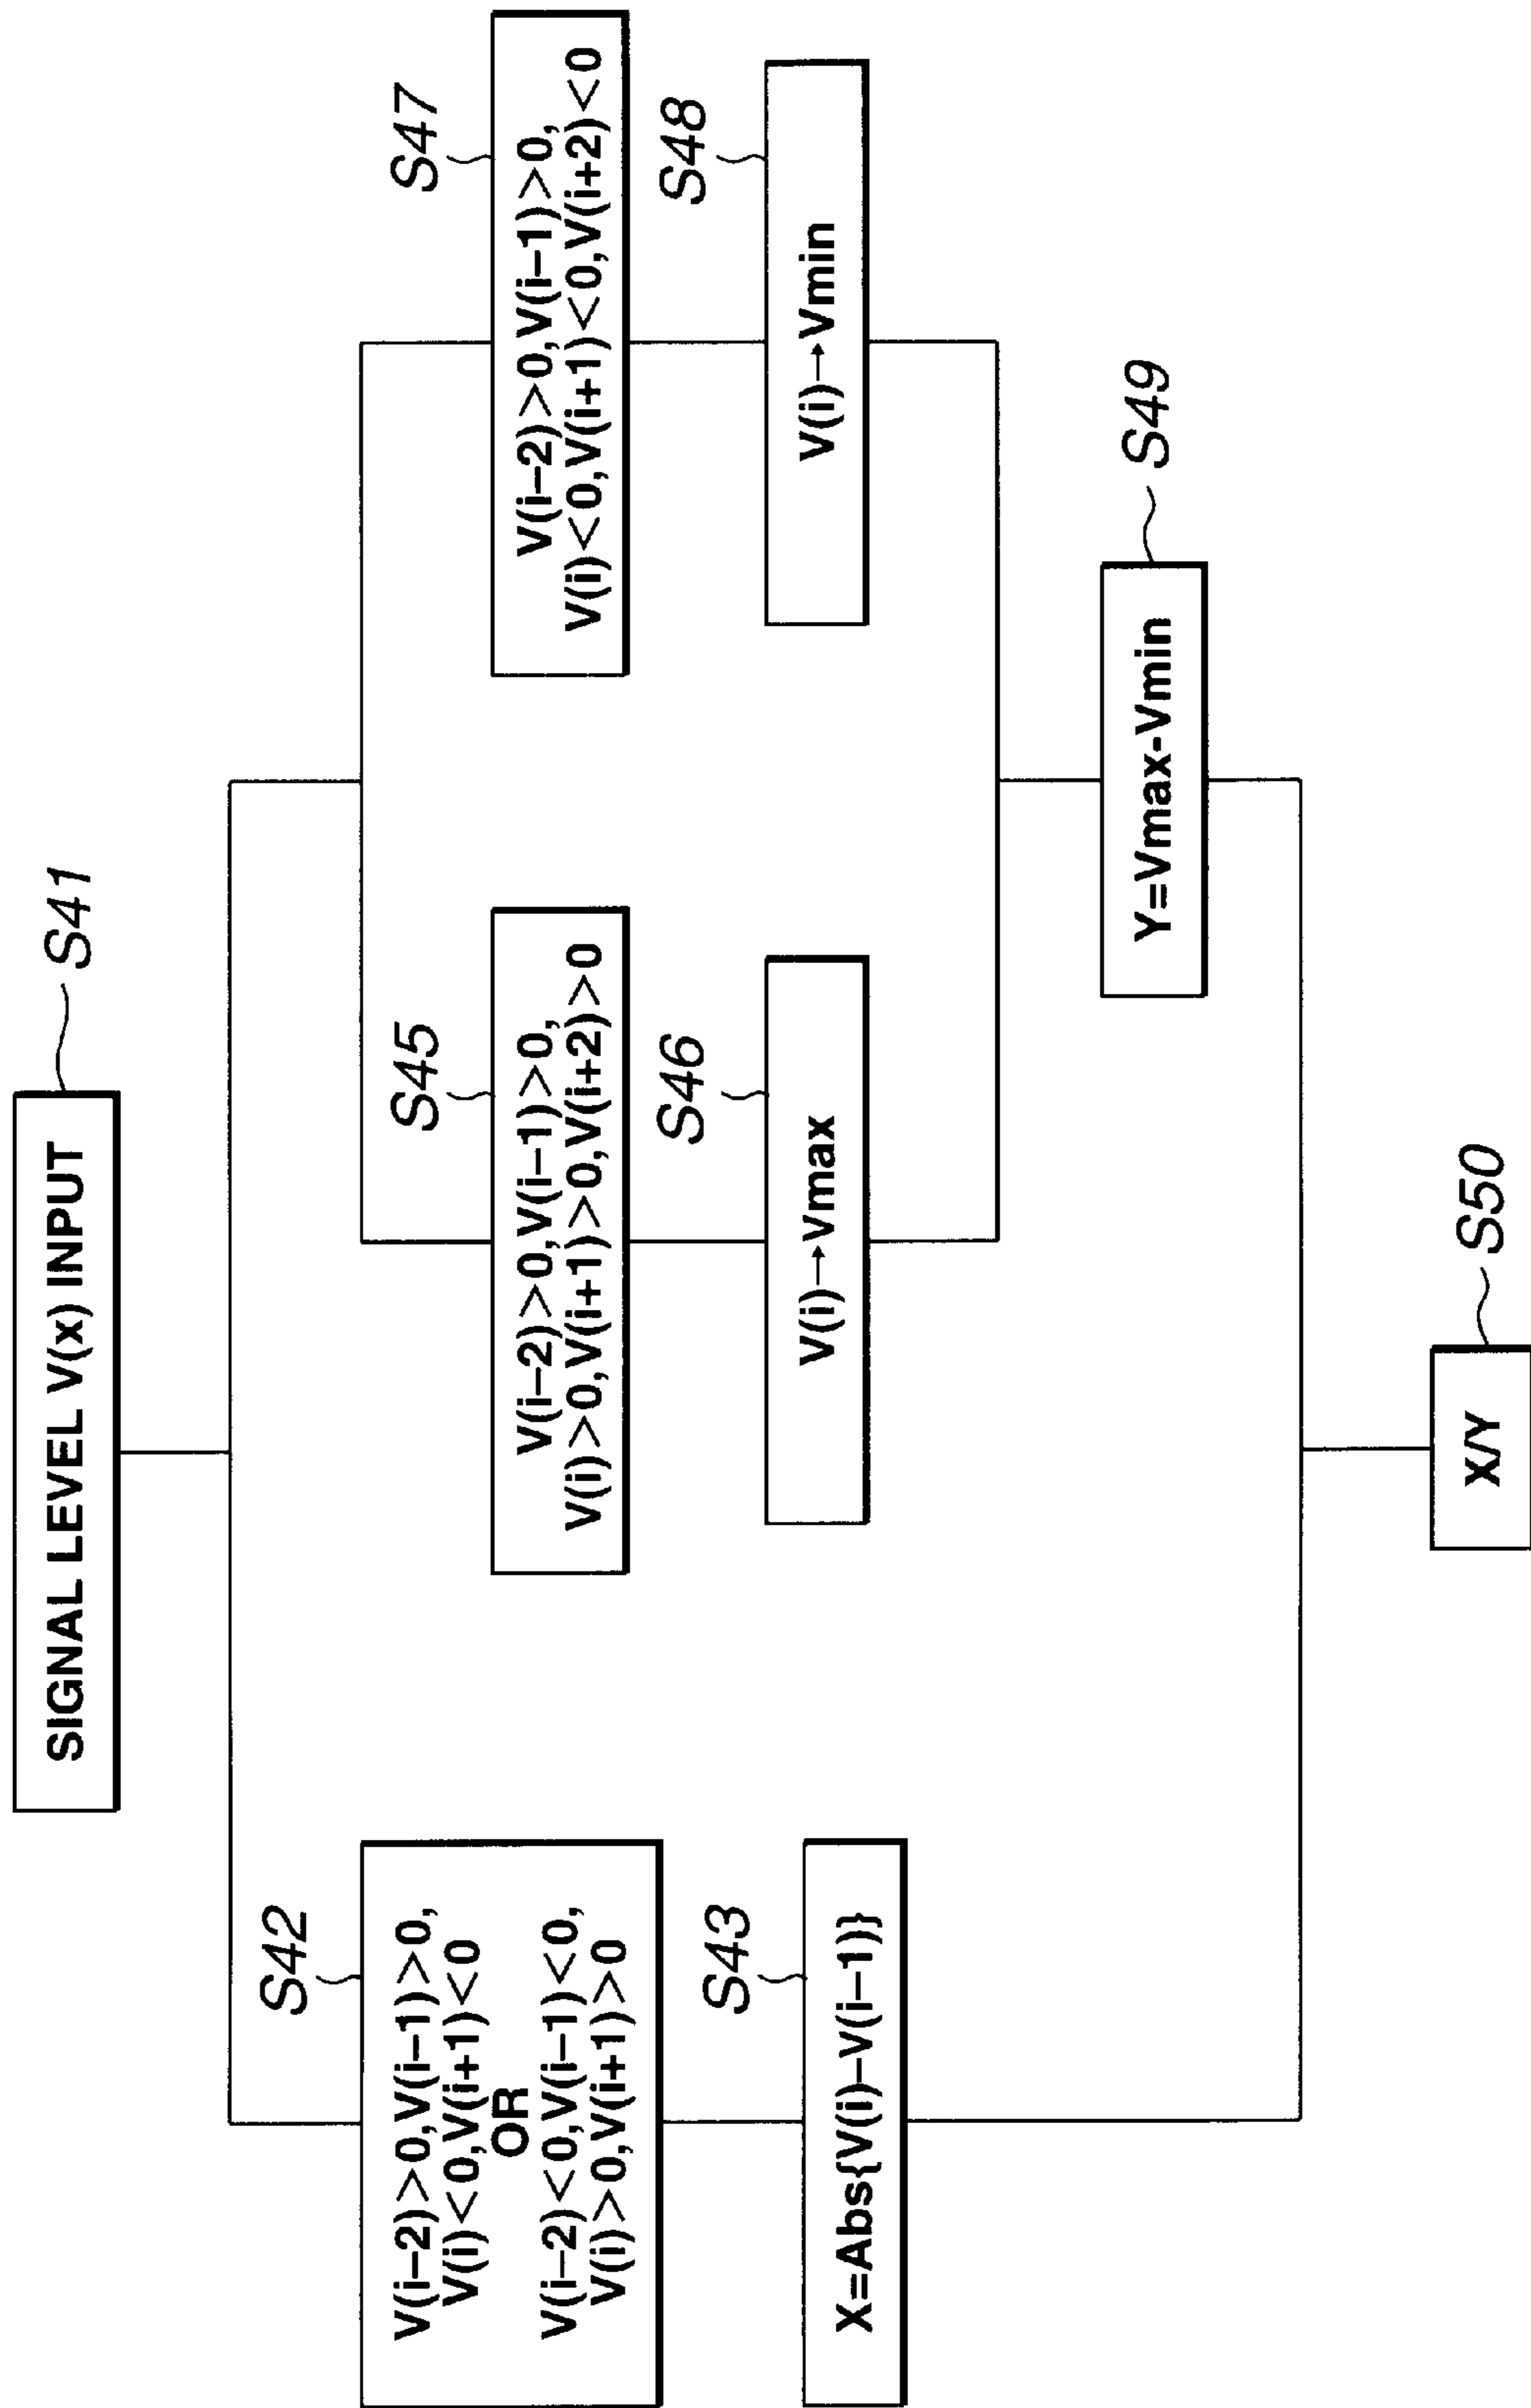 SIGNAL LEVEL V(x) INPUT
S41
S42
V(i–2)>0,V(i–1)>0,
V(i)<0,V(i+1)<0
OR
V(i–2)<0,V(i–1)<0,
V(i)>0,V(i+1)>0
S43
X=Abs{V(i)–V(i–1)}
S45
V(i–2)>0,V(i–1)>0,
V(i)>0,V(i+1)>0,V(i+2)>0
S46
V(i)→Vmax
S47
V(i–2)>0,V(i–1)>0,
V(i)<0,V(i+1)<0,V(i+2)<0
S48
V(i)→Vmin
S49
Y=Vmax-Vmin
S50
X/Y